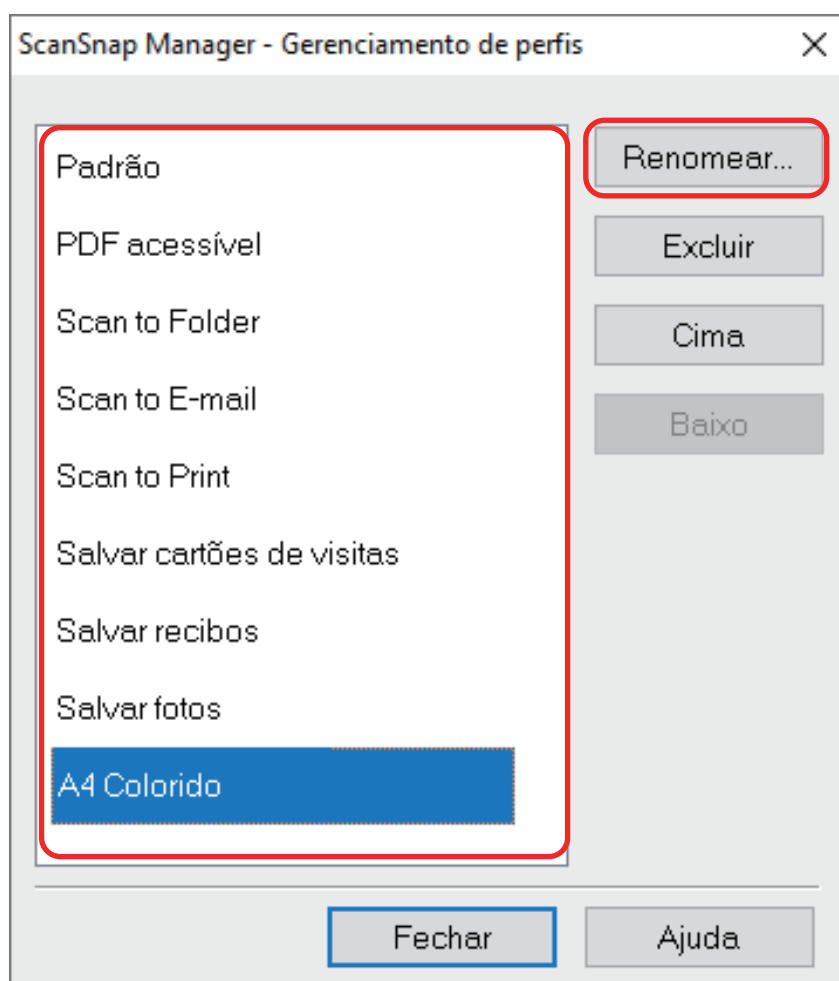 ScanSnap Manager - Gerenciamento de perfis
Padrão
PDF acessível
Scan to Folder
Scan to E-mail
Scan to Print
Salvar cartões de visitas
Salvar recibos
Salvar fotos
A4 Colorido
Renomear...
Excluir
Cima
Baixo
Fechar
Ajuda